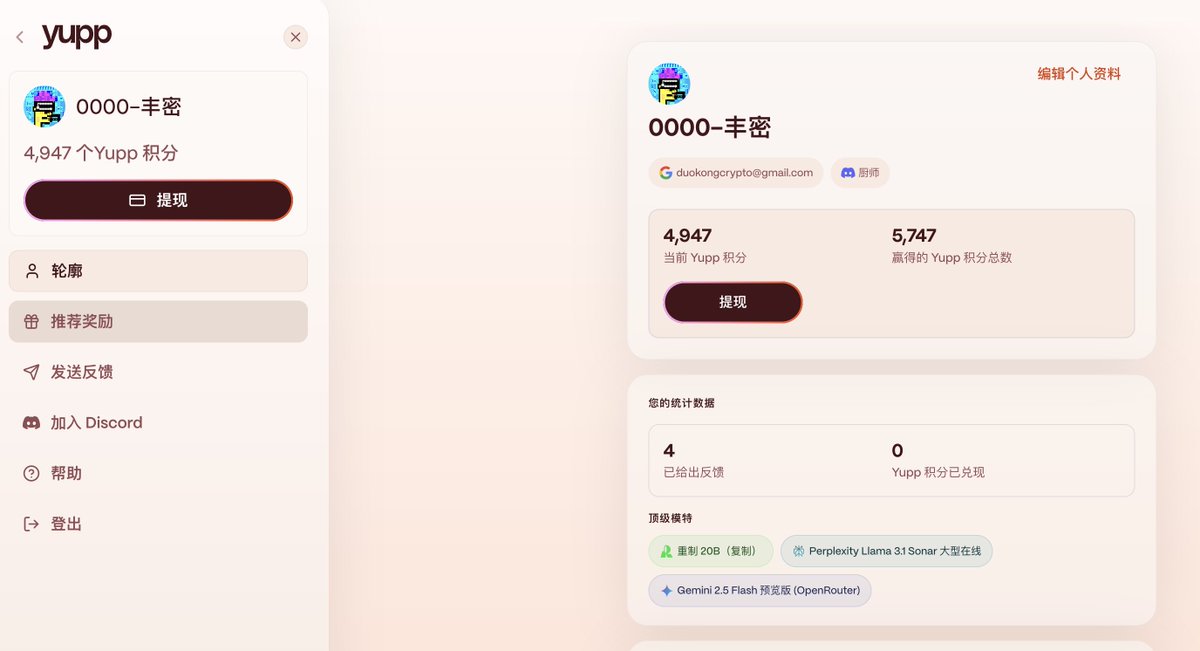 yupp
0000-丰密
4,947 个Yupp 积分
提现
轮廓
推荐奖励
发送反馈
加入 Discord
帮助
登出
编辑个人资料
0000-丰密
duokongcrypto@gmail.com
厨师
4,947
当前 Yupp 积分
5,747
赢得的 Yupp 积分总数
提现
您的统计数据
4
已给出反馈
0
Yupp 积分已兑现
顶级模特
重制 20B（复制）
Perplexity Llama 3.1 Sonar 大型在线
Gemini 2.5 Flash 预览版 (OpenRouter)